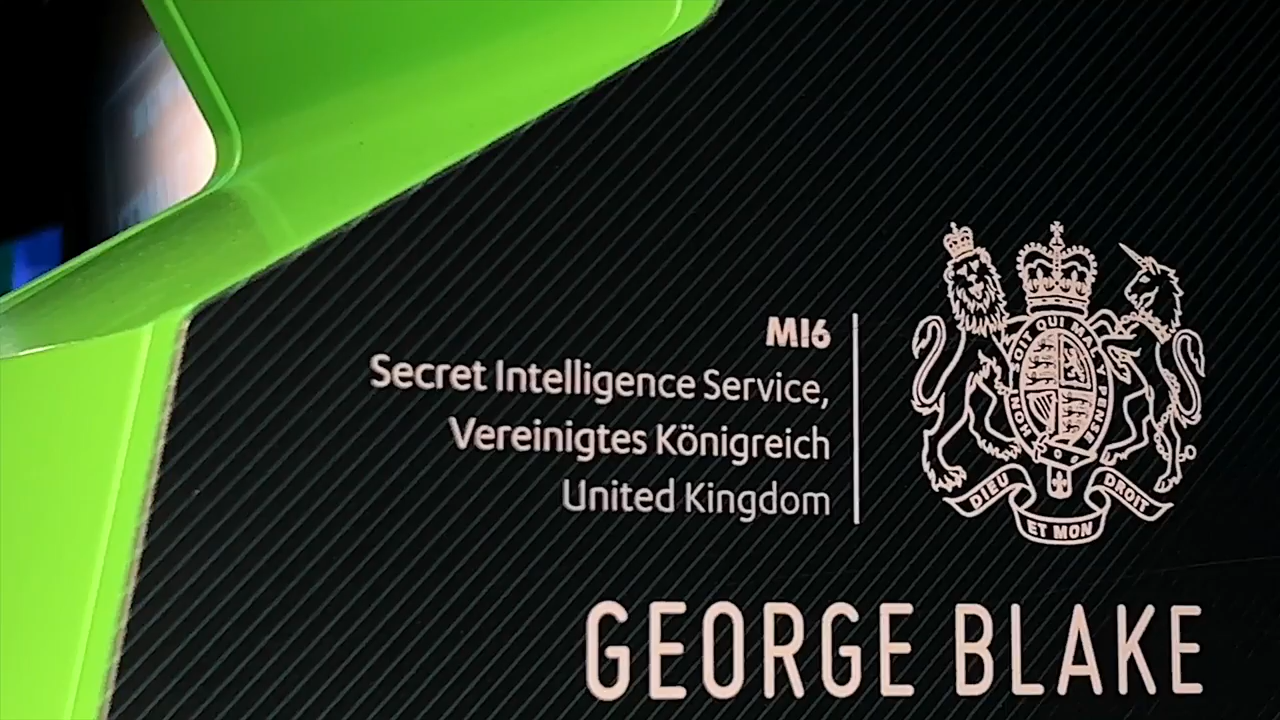 MI6
Secret Intelligence Service,
Vereinigtes Königreich
United Kingdom
HONI SOIT QUI MAL Y PENSE
DIEU ET MON DROIT
GEORGE BLAKE